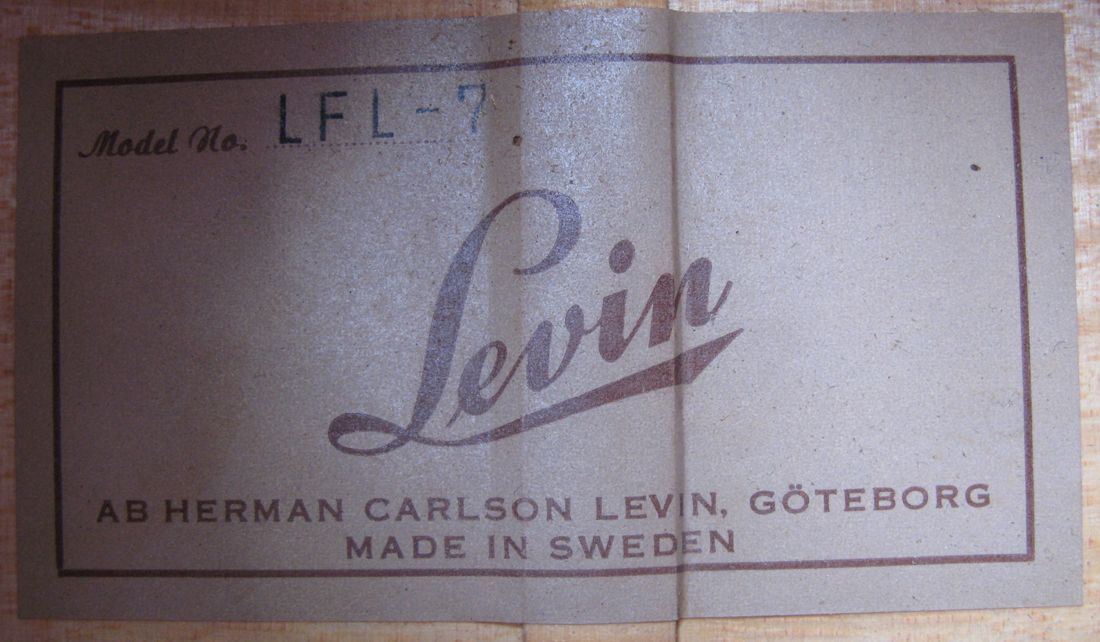 Model No. LFL-7
Levin
AB HERMAN CARLSON LEVIN, GÖTEBORG
MADE IN SWEDEN